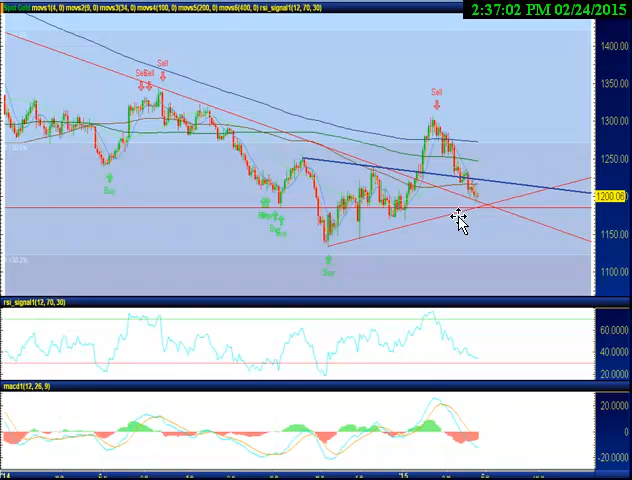 Spot Gold movs1(4, 0) movs2(9, 0) movs3(34, 0) movs4(100, 0) movs5(200, 0) movs6(400, 0) rsi_signal1(12, 70, 30)
2:37:02 PM 02/24/2015
1400.00
1300.00
1250.00
1200.06
1150.00
1100.00
Sell
Sell
Sell
Buy
Buy
Buy
rsi_signal1(12, 70, 30)
60.0000
40.0000
20.0000
macd1(12, 26, 9)
20.0000
0
-20.0000
'14
'15